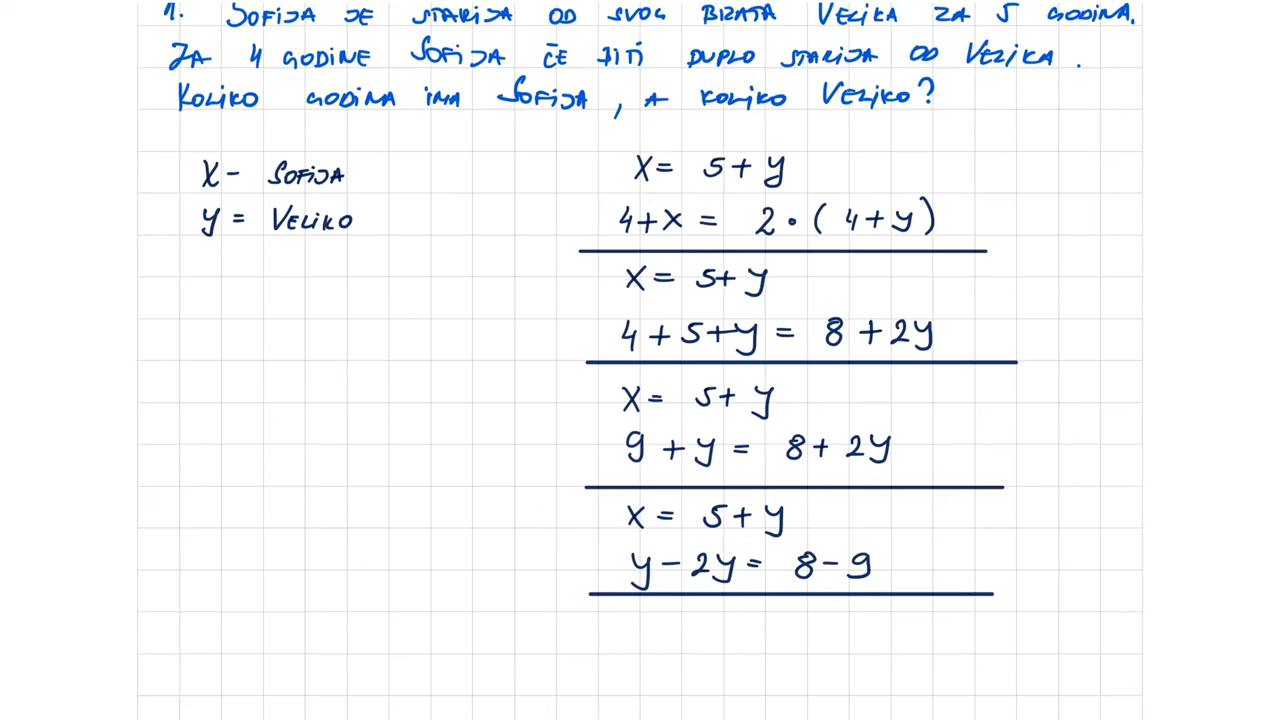 1. SOFIJA JE STARIJA OD SVOG BRATA VELIKA ZA 5 GODINA.
ZA 4 GODINE SOFIJA ĆE BITI DUPLO STARIJA OD VELIKA.
KOLIKO GODINA IMA SOFIJA, A KOLIKO VELIKO?
X - SOFIJA
y = VELIKO
X = 5 + y
4 + X = 2 · ( 4 + y )
X = 5 + y
4 + 5 + y = 8 + 2y
X = 5 + y
9 + y = 8 + 2y
X = 5 + y
y - 2y = 8 - 9